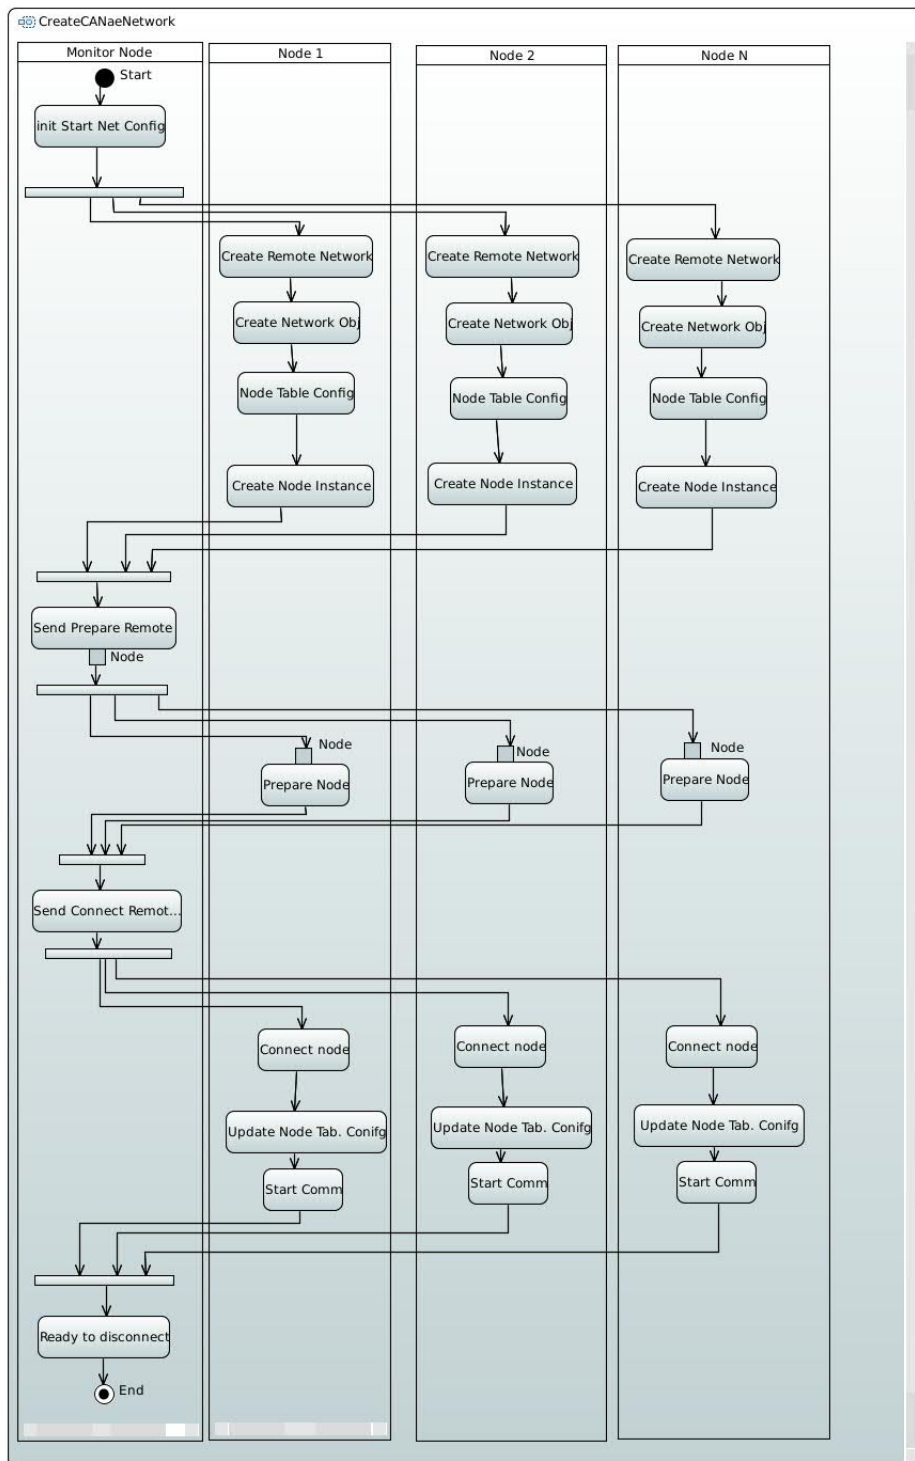 CreateCANaeNetwork
Monitor Node
Node 1
Node 2
Node N
Start
init Start Net Config
Create Remote Network
Create Remote Network
Create Remote Network
Create Network Obj
Create Network Obj
Create Network Obj
Node Table Config
Node Table Config
Node Table Config
Create Node Instance
Create Node Instance
Create Node Instance
Send Prepare Remote
Node
Node
Node
Node
Prepare Node
Prepare Node
Prepare Node
Send Connect Remot...
Connect node
Connect node
Connect node
Update Node Tab. Conifg
Update Node Tab. Conifg
Update Node Tab. Conifg
Start Comm
Start Comm
Start Comm
Ready to disconnect
End